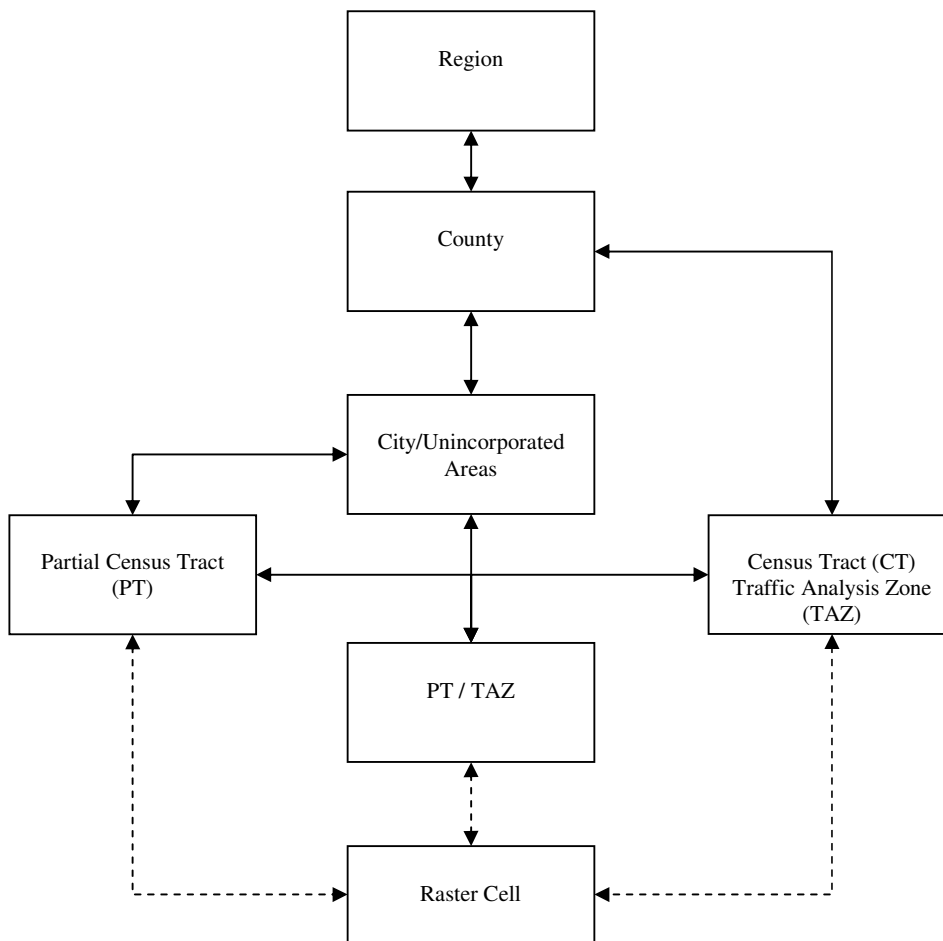 Region
County
City/Unincorporated
Areas
Partial Census Tract
(PT)
Census Tract (CT)
Traffic Analysis Zone
(TAZ)
PT / TAZ
Raster Cell